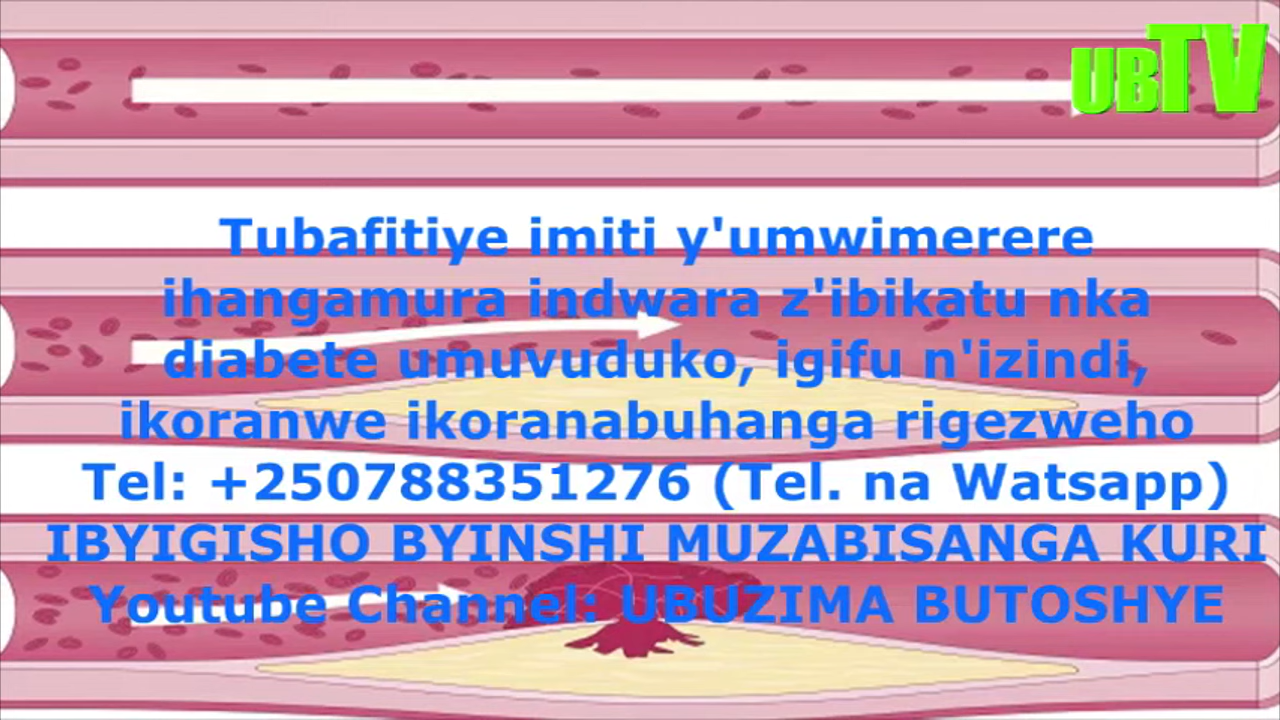 UBTV
Tubafitiye imiti y'umwimerere
ihangamura indwara z'ibikatu nka
diabete umuvuduko, igifu n'izindi,
ikoranwe ikoranabuhanga rigezweho
Tel: +250788351276 (Tel. na Watsapp)
IBYIGISHO BYINSHI MUZABISANGA KURI
Youtube Channel: UBUZIMA BUTOSHYE